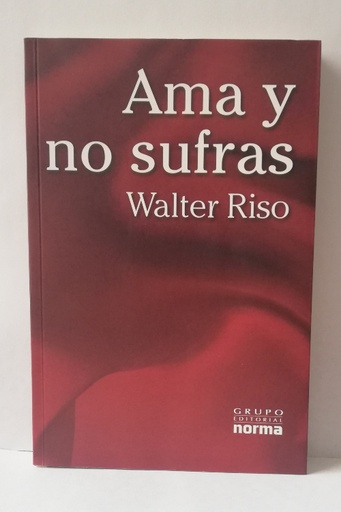 Ama y
no sufras
Walter Riso
GRUPO
EDITORIAL
norma